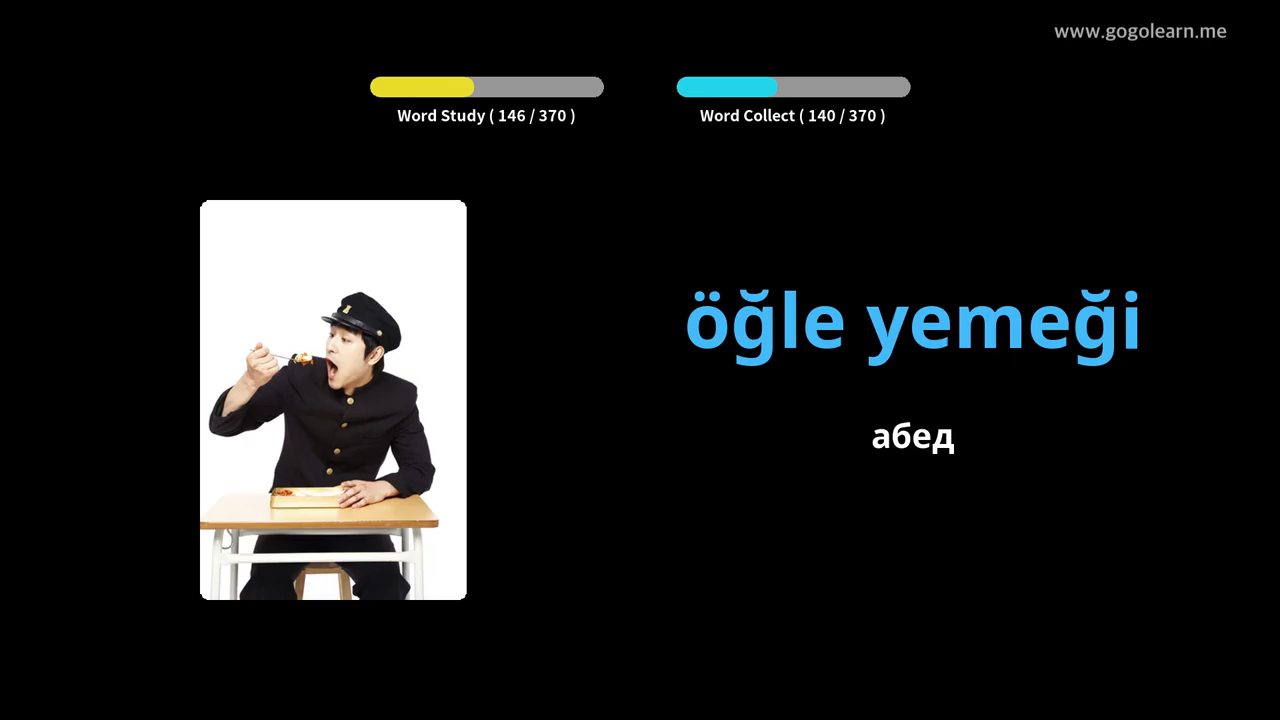 www.gogolearn.me
Word Study ( 146 / 370 )
Word Collect ( 140 / 370 )
öğle yemeği
абед